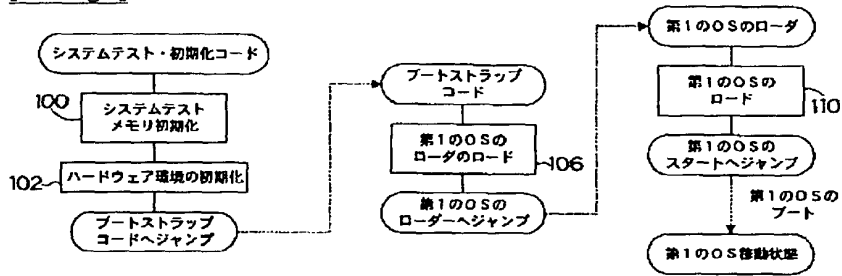 システムテスト・初期化コード
100
システムテスト
メモリ初期化
102
ハードウェア環境の初期化
ブートストラップ
コードへジャンプ
ブートストラップ
コード
第1のOSの
ローダのロード
106
第1のOSの
ローダーへジャンプ
第1のOSのローダ
第1のOSの
ロード
110
第1のOSの
スタートへジャンプ
第1のOSの
ブート
第1のOS稼動状態